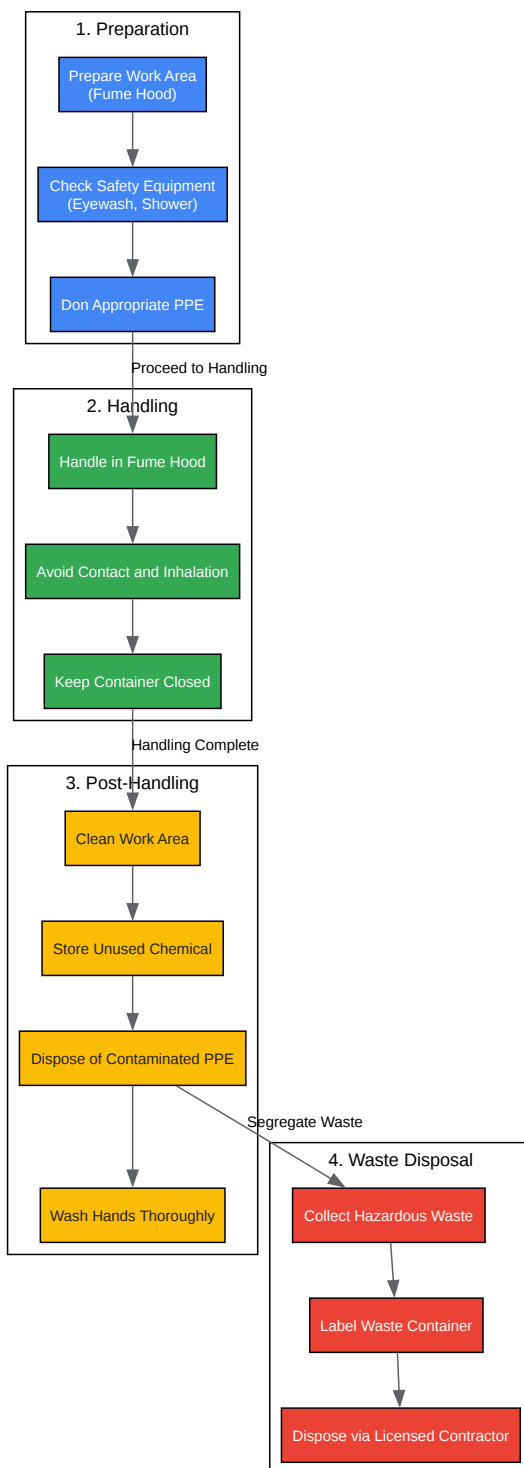 1. Preparation
Prepare Work Area
(Fume Hood)
Check Safety Equipment
(Eyewash, Shower)
Don Appropriate PPE
Proceed to Handling
2. Handling
Handle in Fume Hood
Avoid Contact and Inhalation
Keep Container Closed
Handling Complete
3. Post-Handling
Clean Work Area
Store Unused Chemical
Dispose of Contaminated PPE
Segregate Waste
4. Waste Disposal
Wash Hands Thoroughly
Collect Hazardous Waste
Label Waste Container
Dispose via Licensed Contractor